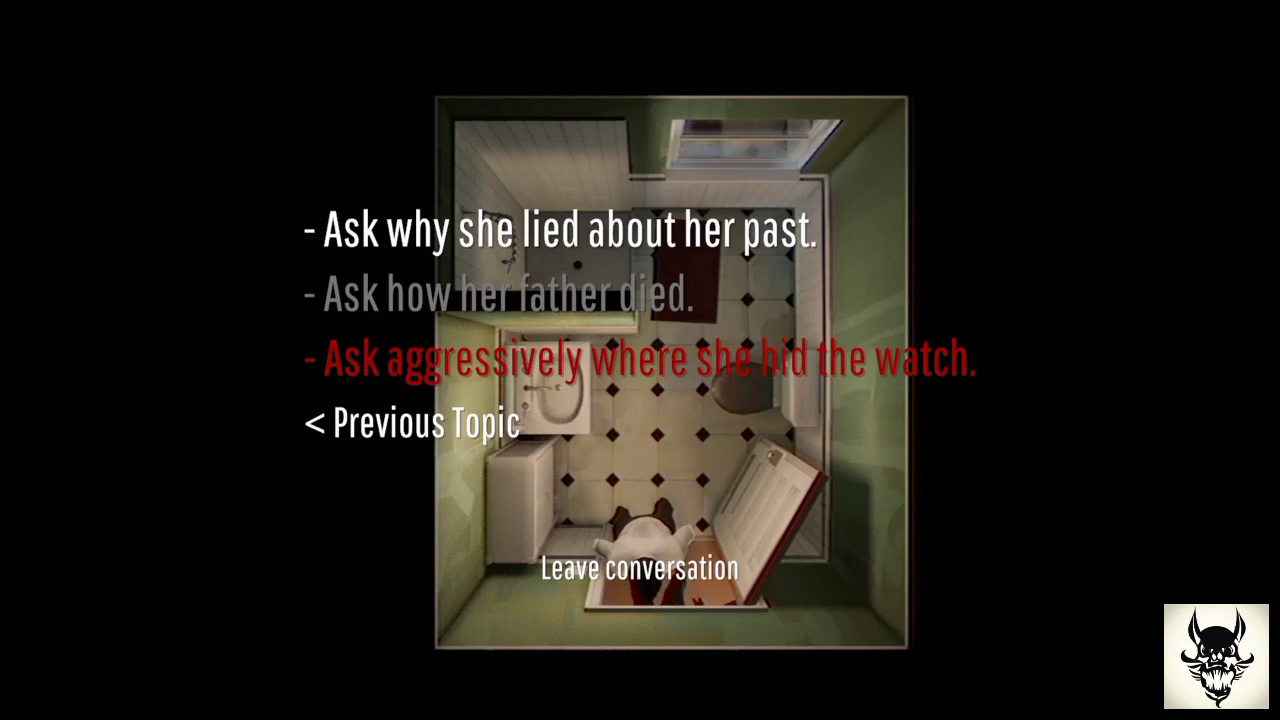 - Ask why she lied about her past.
- Ask how her father died.
- Ask aggressively where she hid the watch.
< Previous Topic
Leave conversation